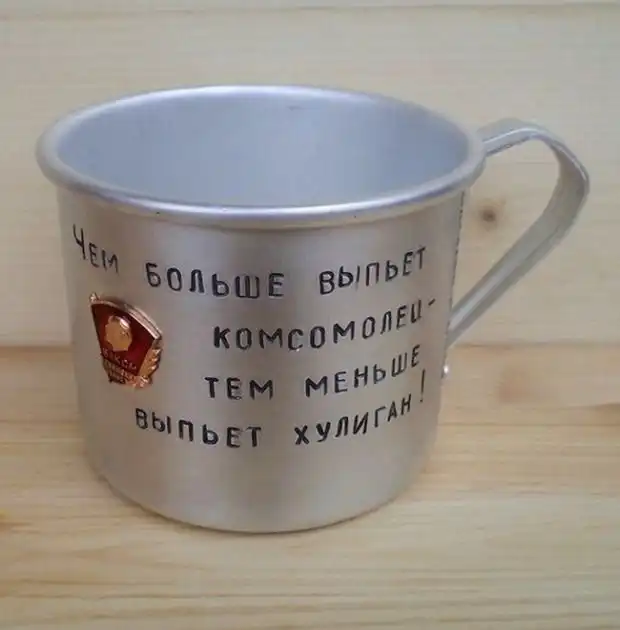 Чем больше выпьет
комсомолец-
тем меньше
выпьет хулиган!